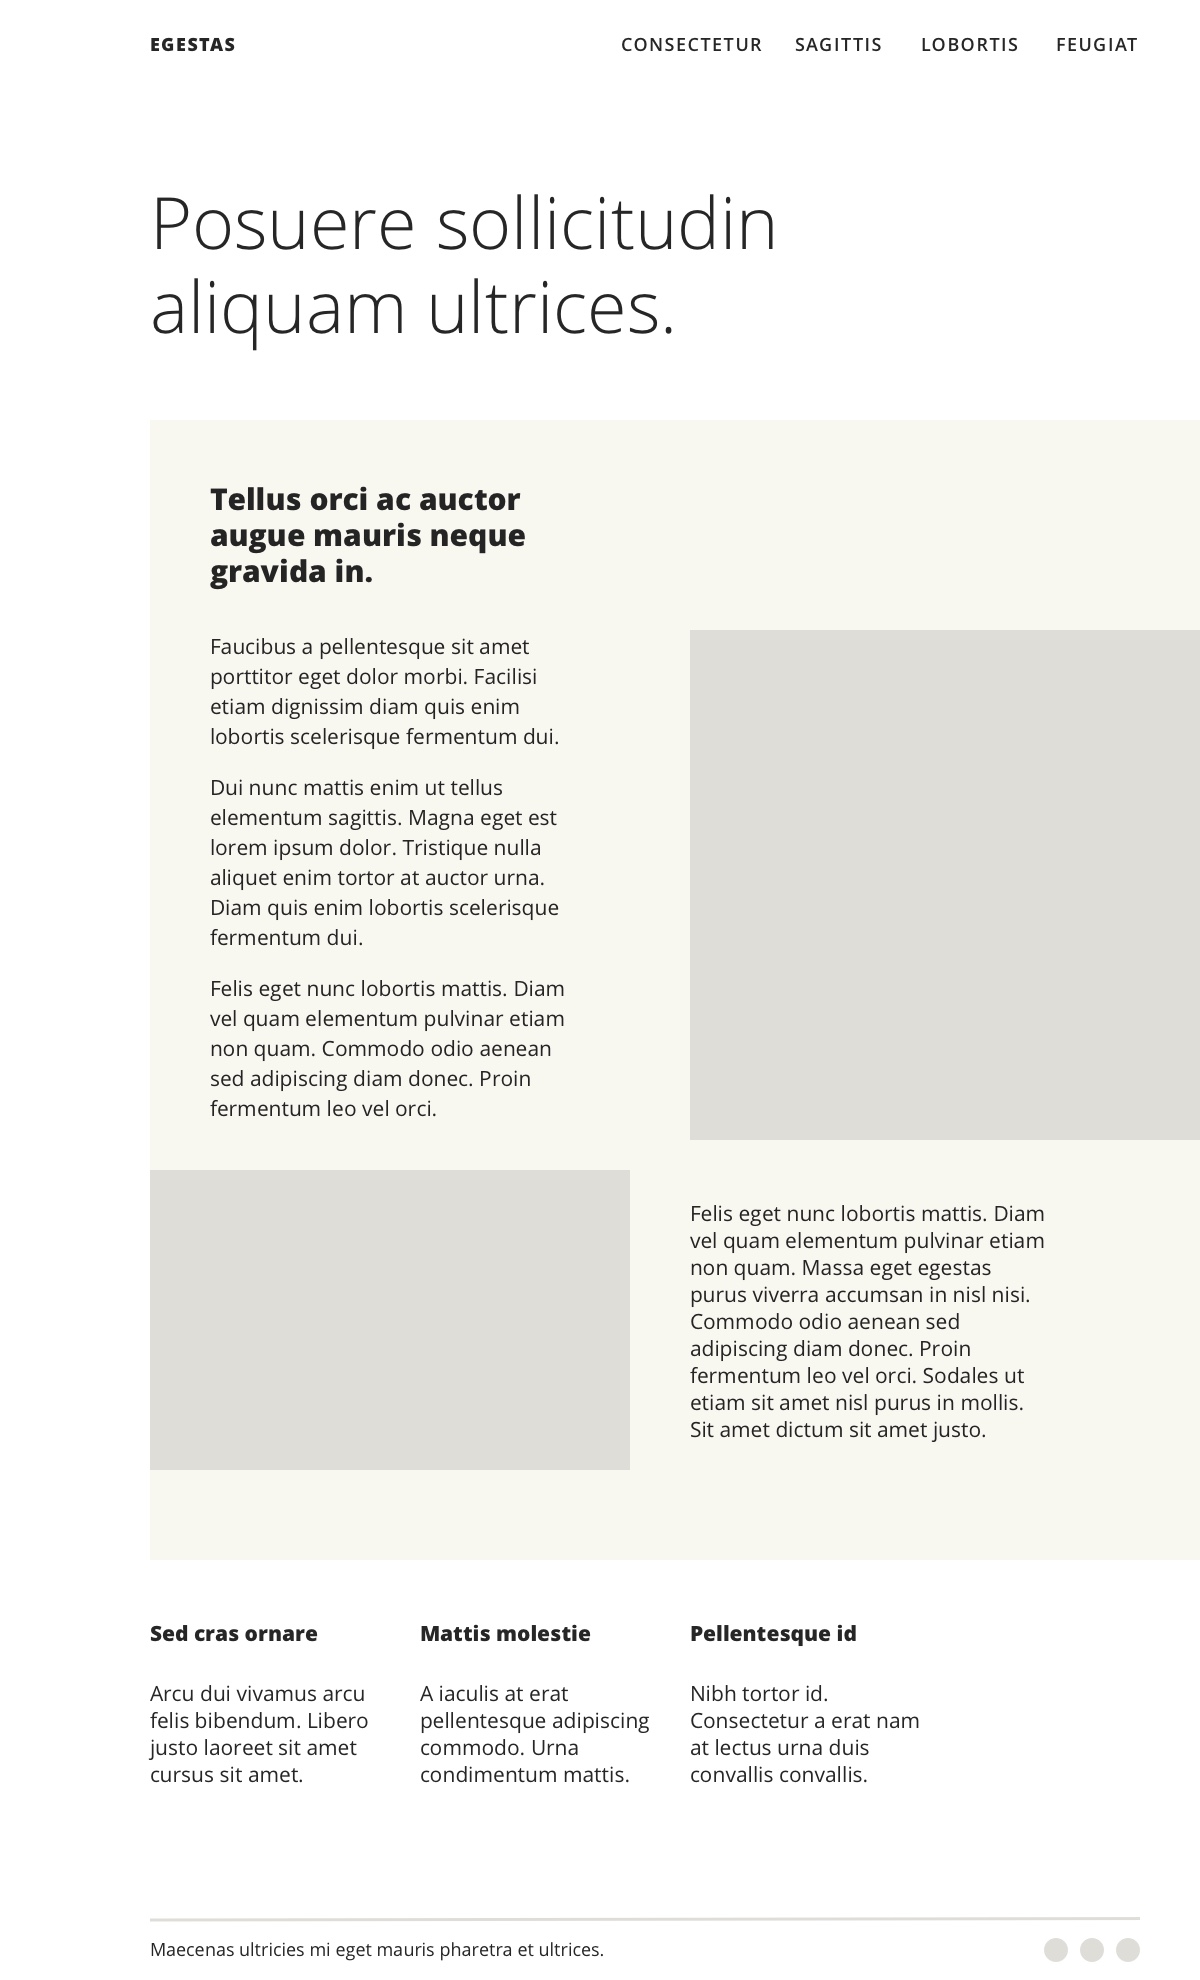 EGESTAS
CONSECTETUR SAGITTIS LOBORTIS FEUGIAT
Posuere sollicitudin
aliquam ultrices.
Tellus orci ac auctor
augue mauris neque
gravida in.
Faucibus a pellentesque sit amet
porttitor eget dolor morbi. Facilisi
etiam dignissim diam quis enim
lobortis scelerisque fermentum dui.
Dui nunc mattis enim ut tellus
elementum sagittis. Magna eget est
lorem ipsum dolor. Tristique nulla
aliquet enim tortor at auctor urna.
Diam quis enim lobortis scelerisque
fermentum dui.
Felis eget nunc lobortis mattis. Diam
vel quam elementum pulvinar etiam
non quam. Commodo odio aenean
sed adipiscing diam donec. Proin
fermentum leo vel orci.
Felis eget nunc lobortis mattis. Diam
vel quam elementum pulvinar etiam
non quam. Massa eget egestas
purus viverra accumsan in nisl nisi.
Commodo odio aenean sed
adipiscing diam donec. Proin
fermentum leo vel orci. Sodales ut
etiam sit amet nisl purus in mollis.
Sit amet dictum sit amet justo.
Sed cras ornare
Arcu dui vivamus arcu
felis bibendum. Libero
justo laoreet sit amet
cursus sit amet.
Mattis molestie
A iaculis at erat
pellentesque adipiscing
commodo. Urna
condimentum mattis.
Pellentesque id
Nibh tortor id.
Consectetur a erat nam
at lectus urna duis
convallis convallis.
Maecenas ultricies mi eget mauris pharetra et ultrices.